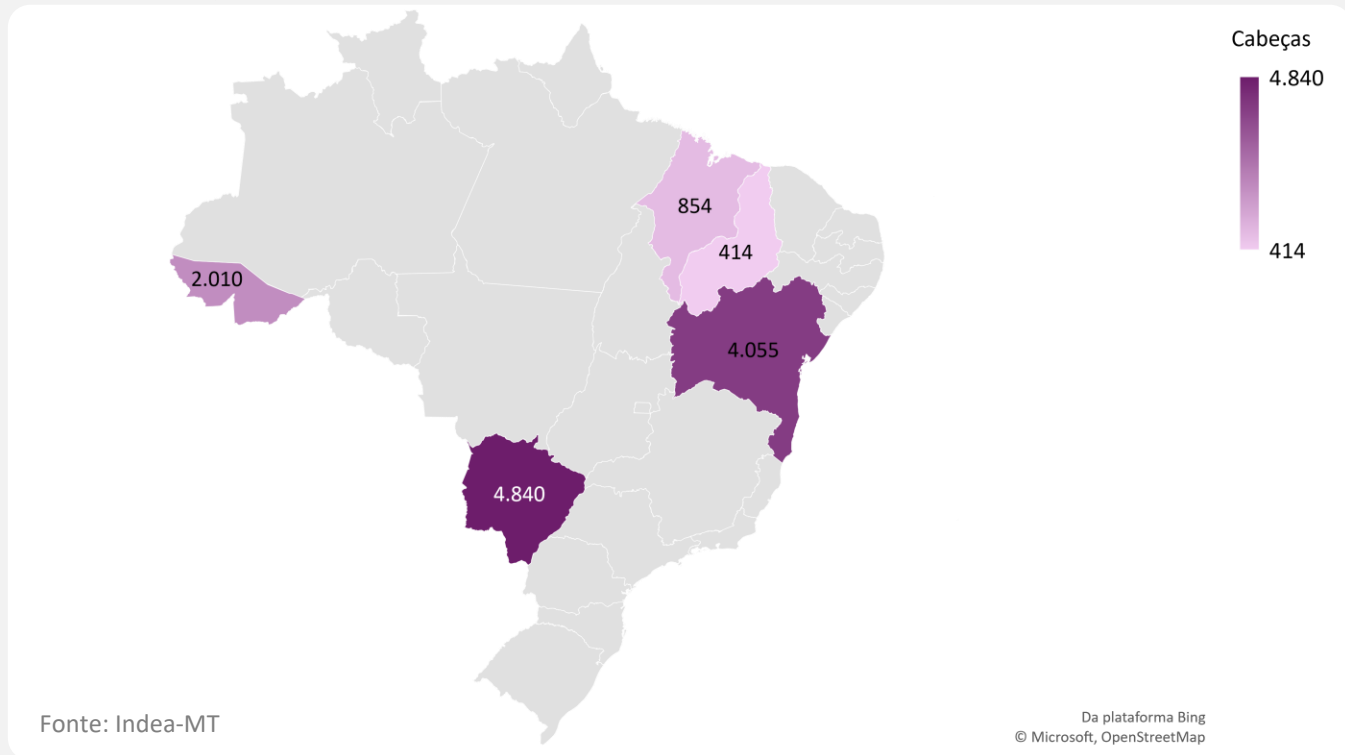 Cabeças
4.840
414
854
414
2.010
4.055
4.840
Fonte: Indea-MT
Da plataforma Bing
© Microsoft, OpenStreetMap